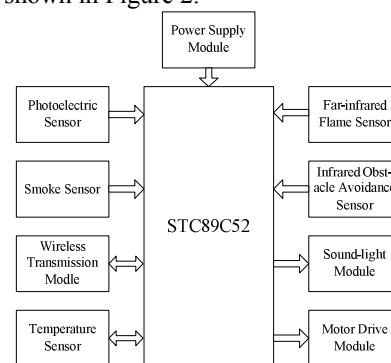 shown in Figure 2.
Power Supply
Module
Photoelectric
Sensor
Far-infrared
Flame Sensor
Smoke Sensor
Infrared Obst-
acle Avoidance
Sensor
STC89C52
Wireless
Transmission
Modle
Sound-light
Module
Temperature
Sensor
Motor Drive
Module